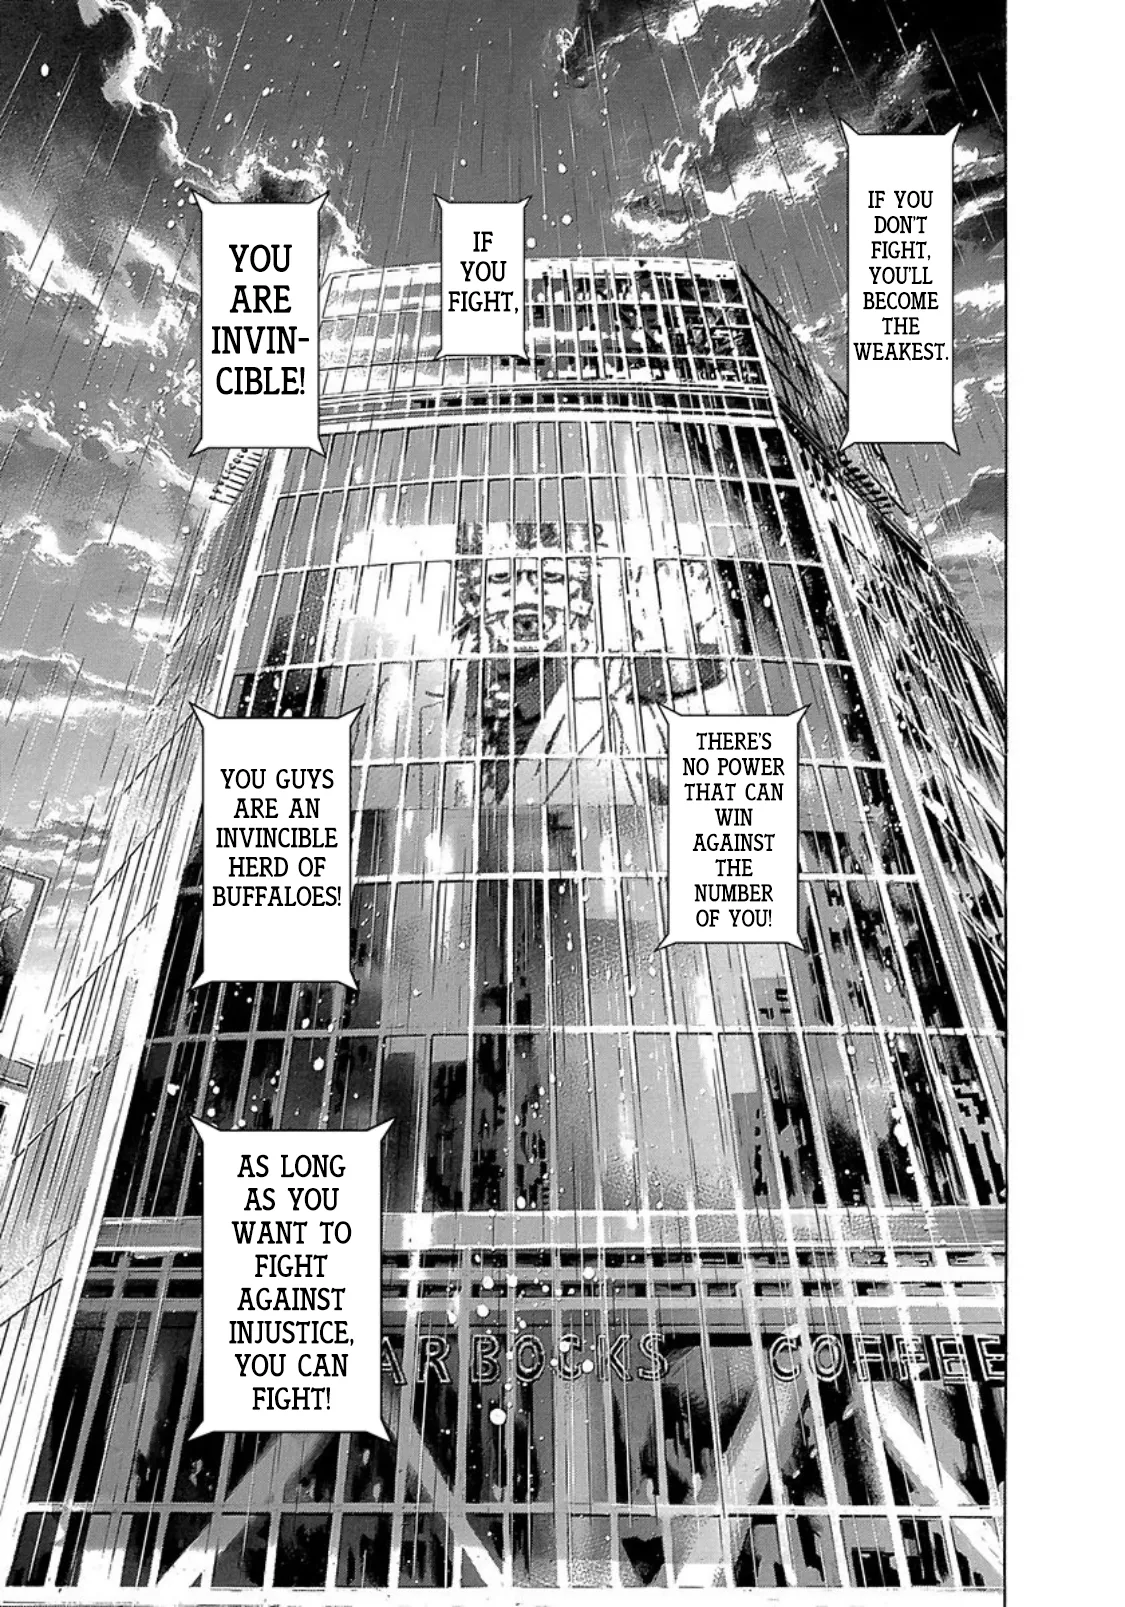 IF YOU
DON'T
FIGHT,
YOU'LL
BECOME
THE
WEAKEST.
IF
YOU
FIGHT,
YOU
ARE
INVIN-
CIBLE!
THERE'S
NO POWER
THAT CAN
WIN
AGAINST
THE
NUMBER
OF YOU!
YOU GUYS
ARE AN
INVINCIBLE
HERD OF
BUFFALOES!
AS LONG
AS YOU
WANT TO
FIGHT
AGAINST
INJUSTICE,
YOU CAN
FIGHT!
ARBOCKS COFFEE